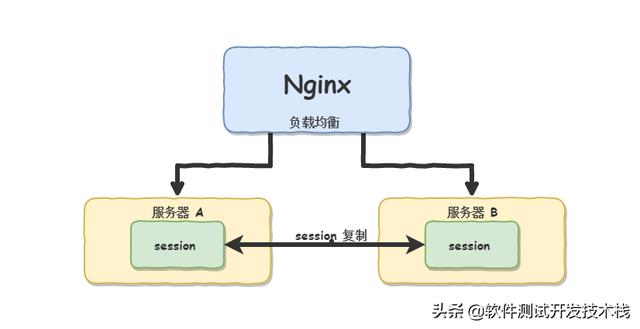 Nginx
负载均衡
服务器 A
服务器 B
session
session 复制
session
头条 @软件测试开发技术栈